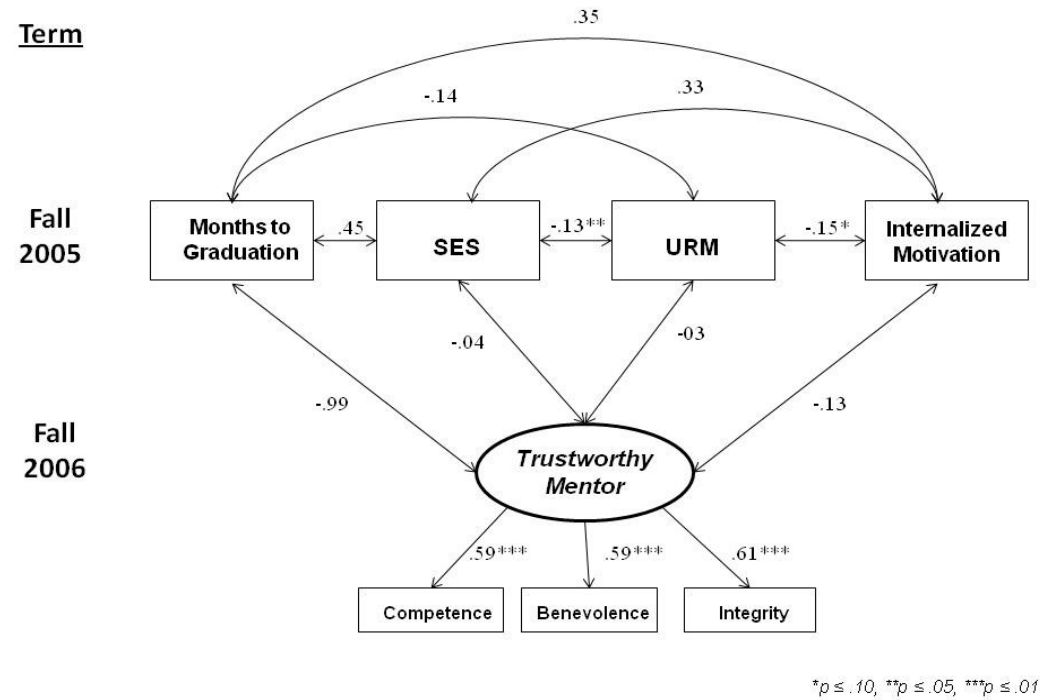 Term
.35
-.14
.33
Fall
2005
Months to
Graduation
.45
SES
-.13**
URM
-.15*
Internalized
Motivation
-.99
-.04
-03
-.13
Fall
2006
Trustworthy
Mentor
.59***
.59***
.61***
Competence
Benevolence
Integrity
*p ≤ .10, **p ≤ .05, ***p ≤ .01